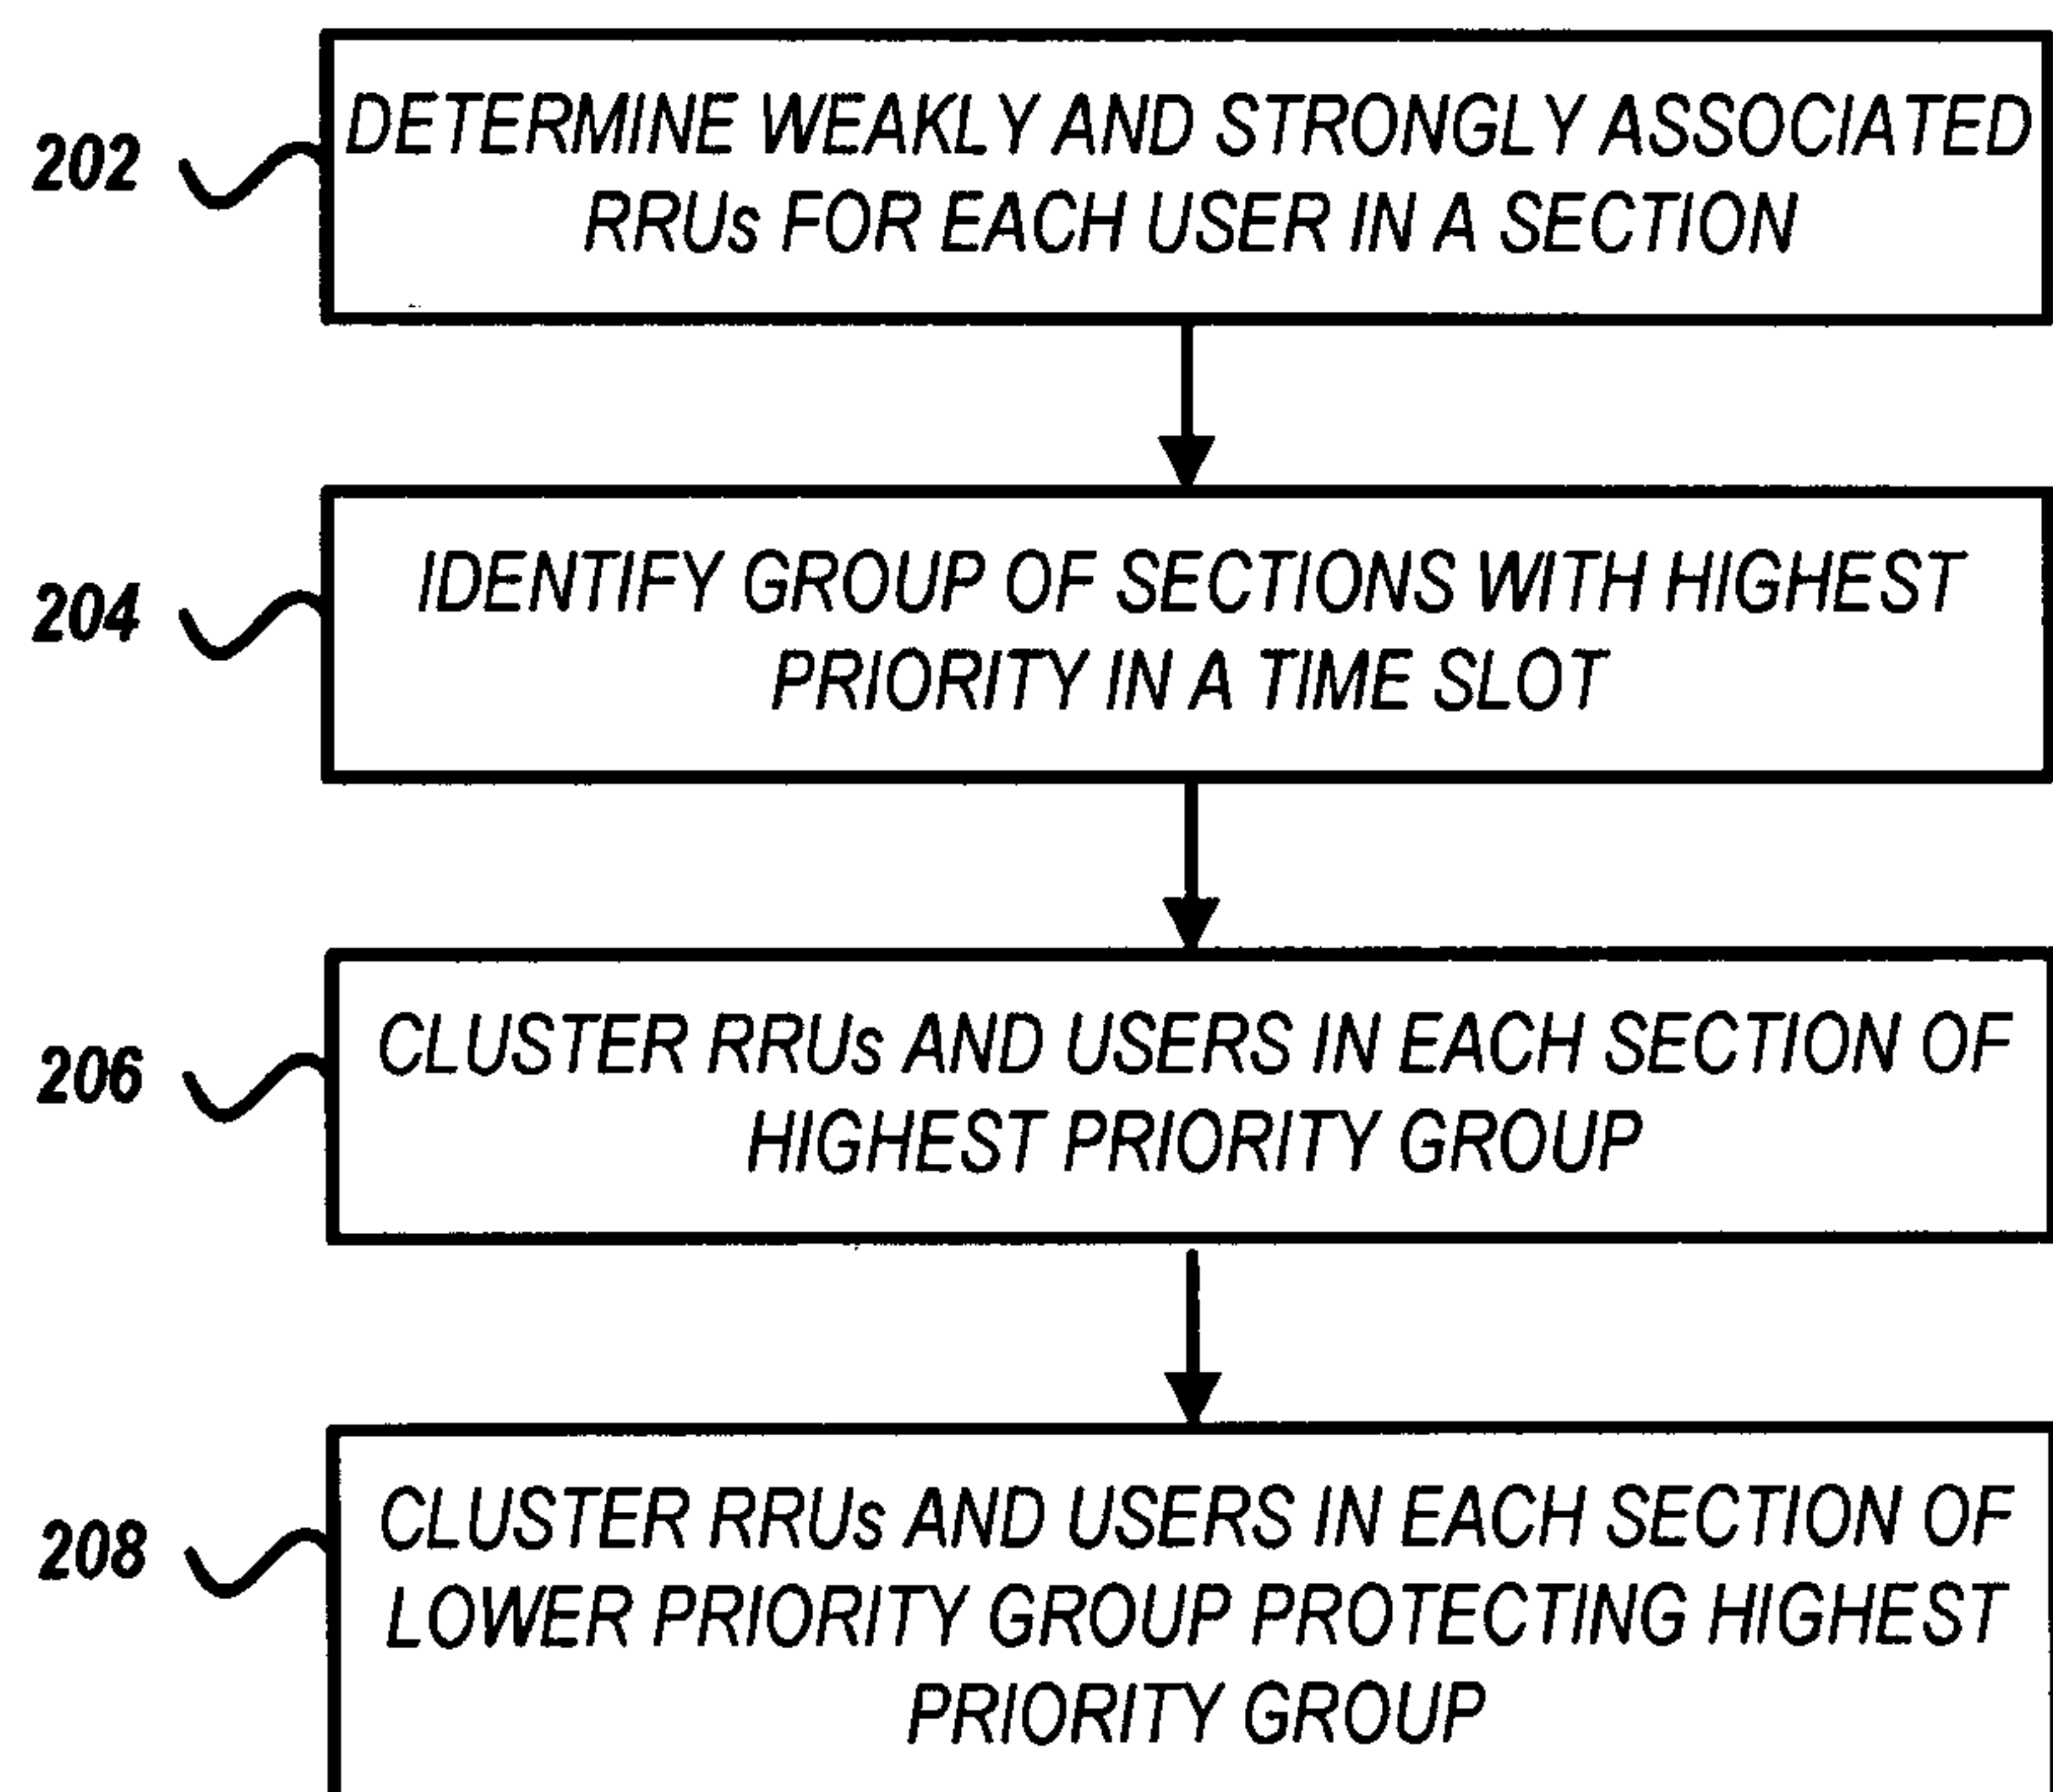 202
DETERMINE WEAKLY AND STRONGLY ASSOCIATED
RRUs FOR EACH USER IN A SECTION
204
IDENTIFY GROUP OF SECTIONS WITH HIGHEST
PRIORITY IN A TIME SLOT
206
CLUSTER RRUs AND USERS IN EACH SECTION OF
HIGHEST PRIORITY GROUP
208
CLUSTER RRUs AND USERS IN EACH SECTION OF
LOWER PRIORITY GROUP PROTECTING HIGHEST
PRIORITY GROUP